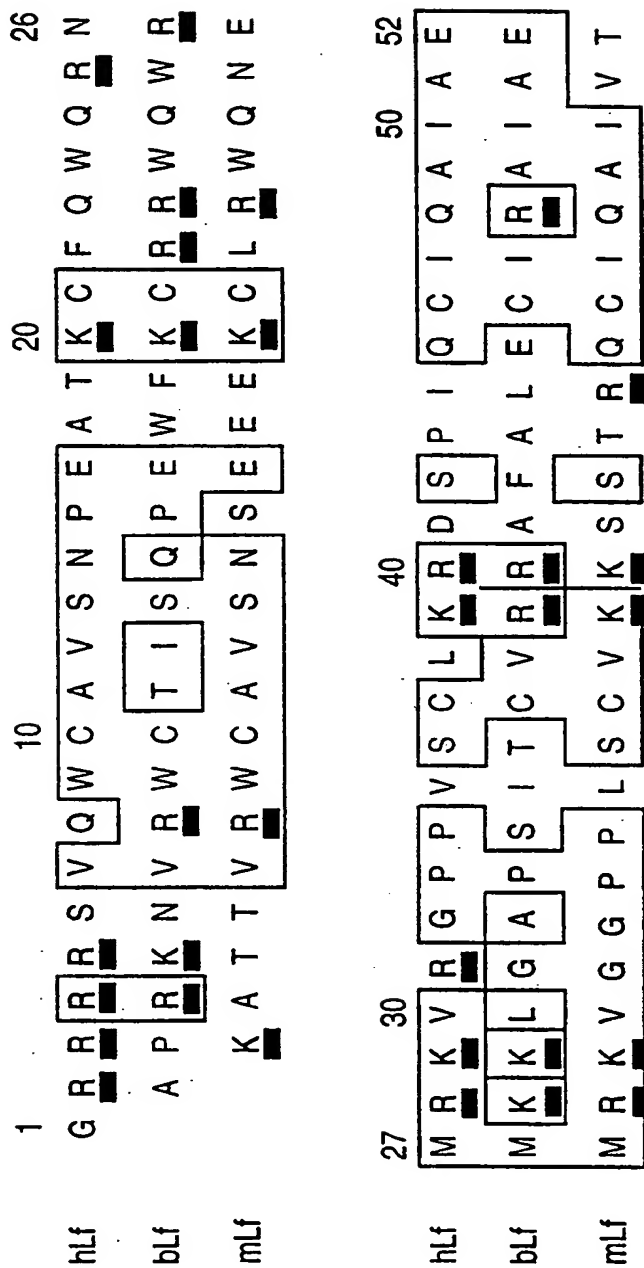 1 10 20 26
hLf G R R R R S V Q W C A V S N P E A T K C F Q W Q R N
bLf A P R K N V R W C T I S Q P E W F K C R R W Q W R
mLf K A T T V R W C A V S N S E E E K C L R W Q N E
27 30 40 50 52
hLf M R K V R G P P V S C L K R D S P I Q C I Q A I A E
bLf M K K L G A P S I T C V R R A F A L E C I R A I A E
mLf M R K V G G P P L S C V K K S S T R Q C I Q A I V T